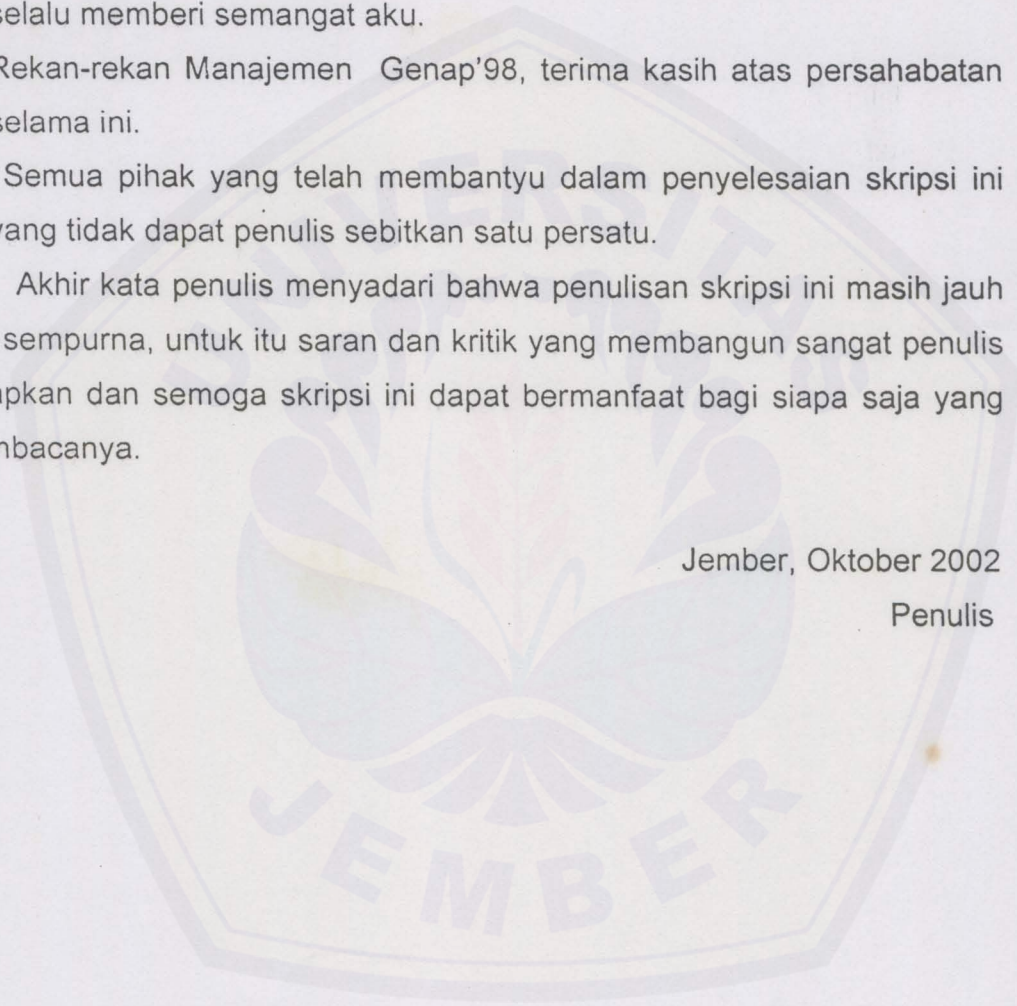 selalu memberi semangat aku.
Rekan-rekan Manajemen Genap'98, terima kasih atas persahabatan
selama ini.
Semua pihak yang telah membantyu dalam penyelesaian skripsi ini
yang tidak dapat penulis sebitkan satu persatu.
Akhir kata penulis menyadari bahwa penulisan skripsi ini masih jauh
sempurna, untuk itu saran dan kritik yang membangun sangat penulis
apkan dan semoga skripsi ini dapat bermanfaat bagi siapa saja yang
mbacanya.
Jember, Oktober 2002
Penulis
UNIVERSITAS
JEMBER